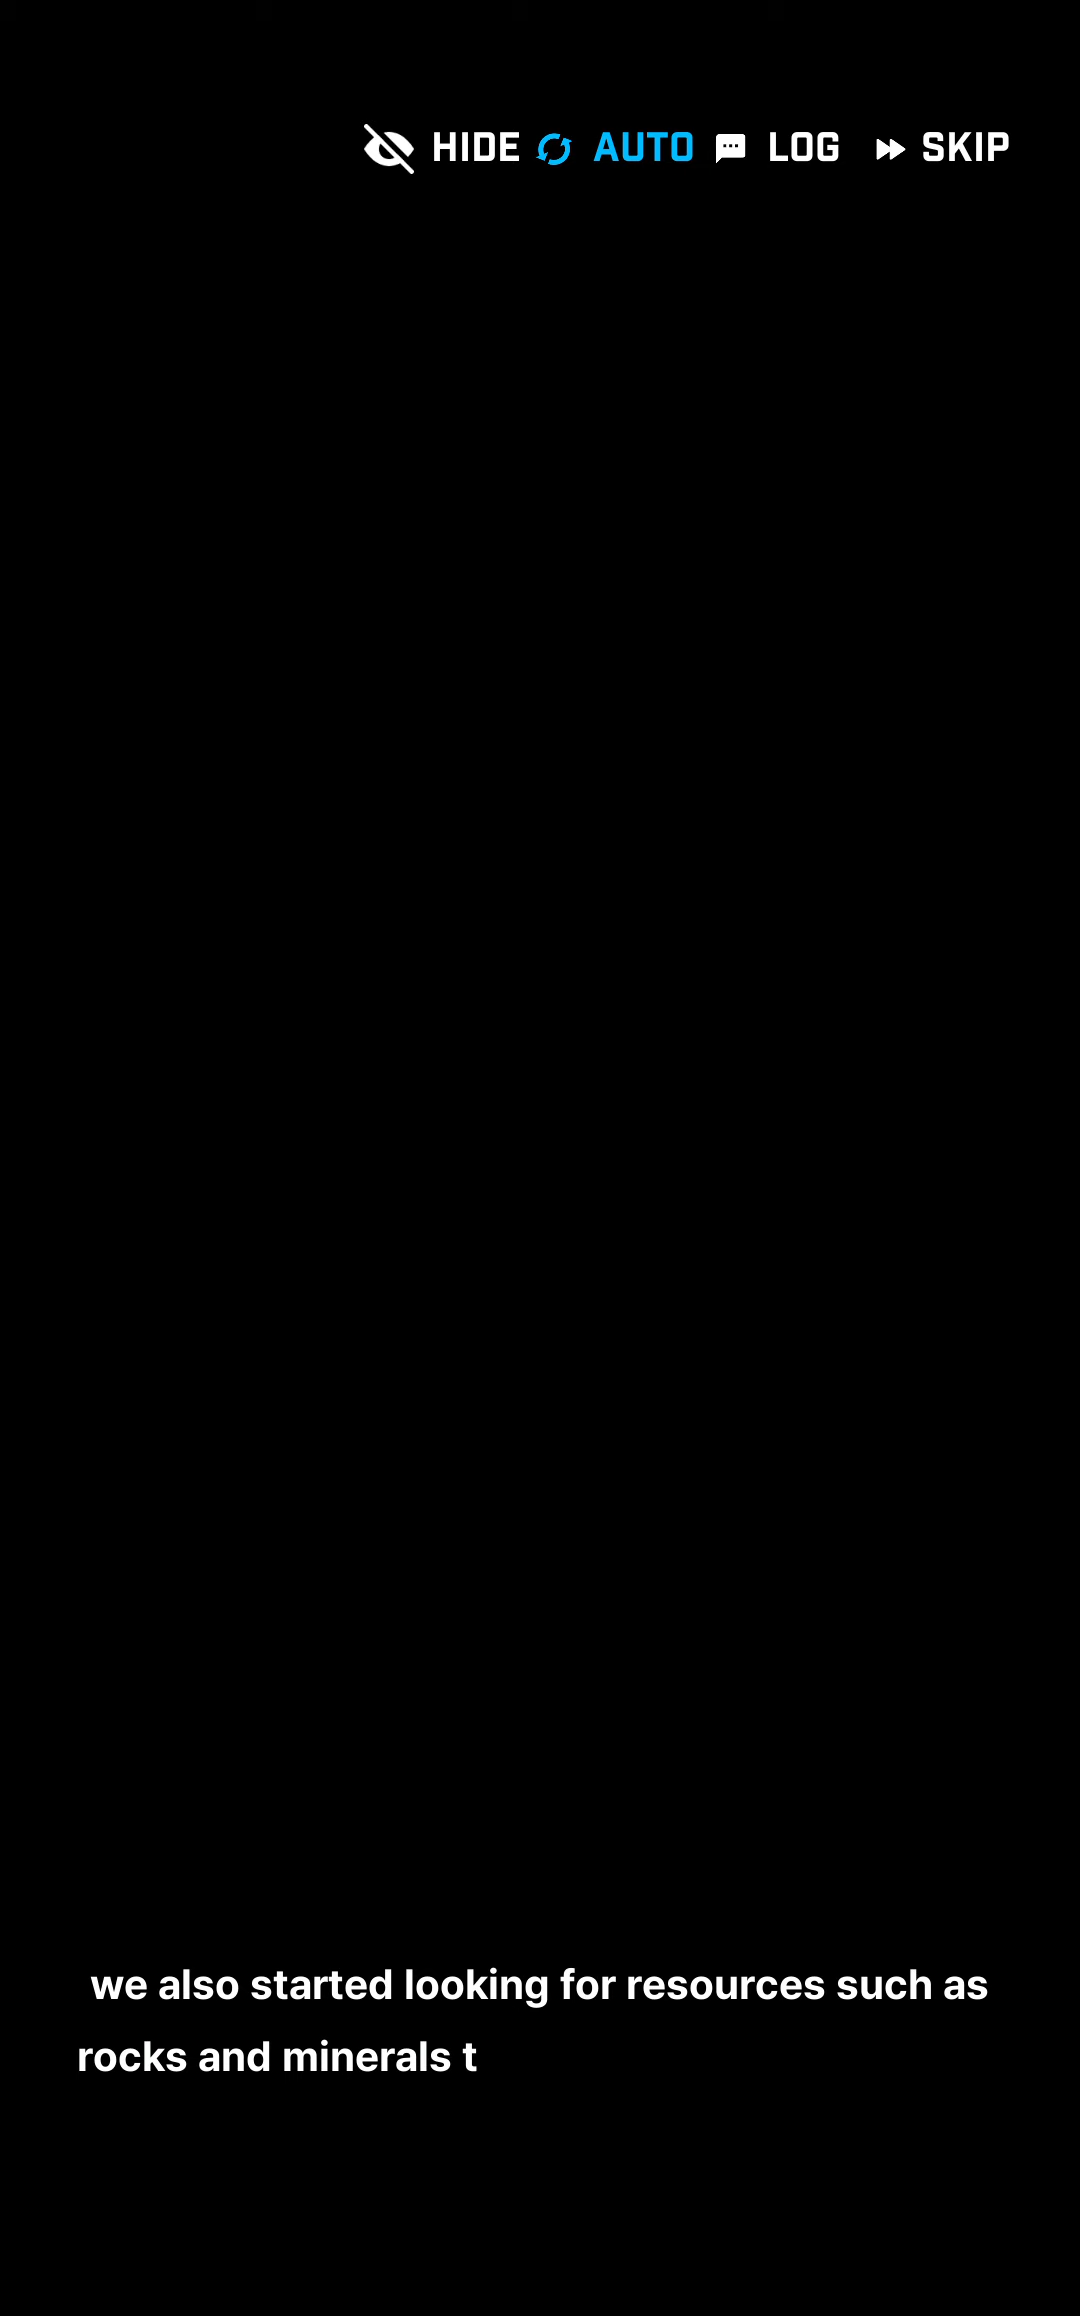 HIDE AUTO LOG SKIP
we also started looking for resources such as
rocks and minerals t